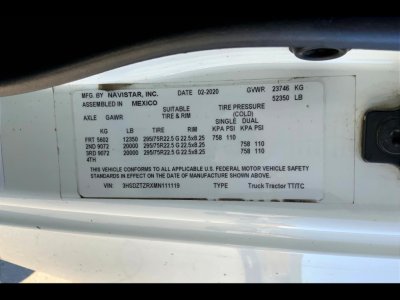 MFG. BY NAVISTAR, INC. DATE 02-2020 GVWR 23746 KG
ASSEMBLED IN MEXICO 52350 LB
SUITABLE TIRE PRESSURE
AXLE GAWR TIRE & RIM (COLD)
SINGLE DUAL
KG LB TIRE RIM KPA PSI KPA PSI
FRT 5602 12350 295/75R22.5 G 22.5x8.25 758 110
2ND 9072 20000 295/75R22.5 G 22.5x8.25 758 110
3RD 9072 20000 295/75R22.5 G 22.5x8.25 758 110
4TH
THIS VEHICLE CONFORMS TO ALL APPLICABLE U.S. FEDERAL MOTOR VEHICLE SAFETY
STANDARDS IN EFFECT ON THE DATE OF MANUFACTURE SHOWN ABOVE.
VIN: 3HSDZTZRXMN111119 TYPE: Truck Tractor TT/TC